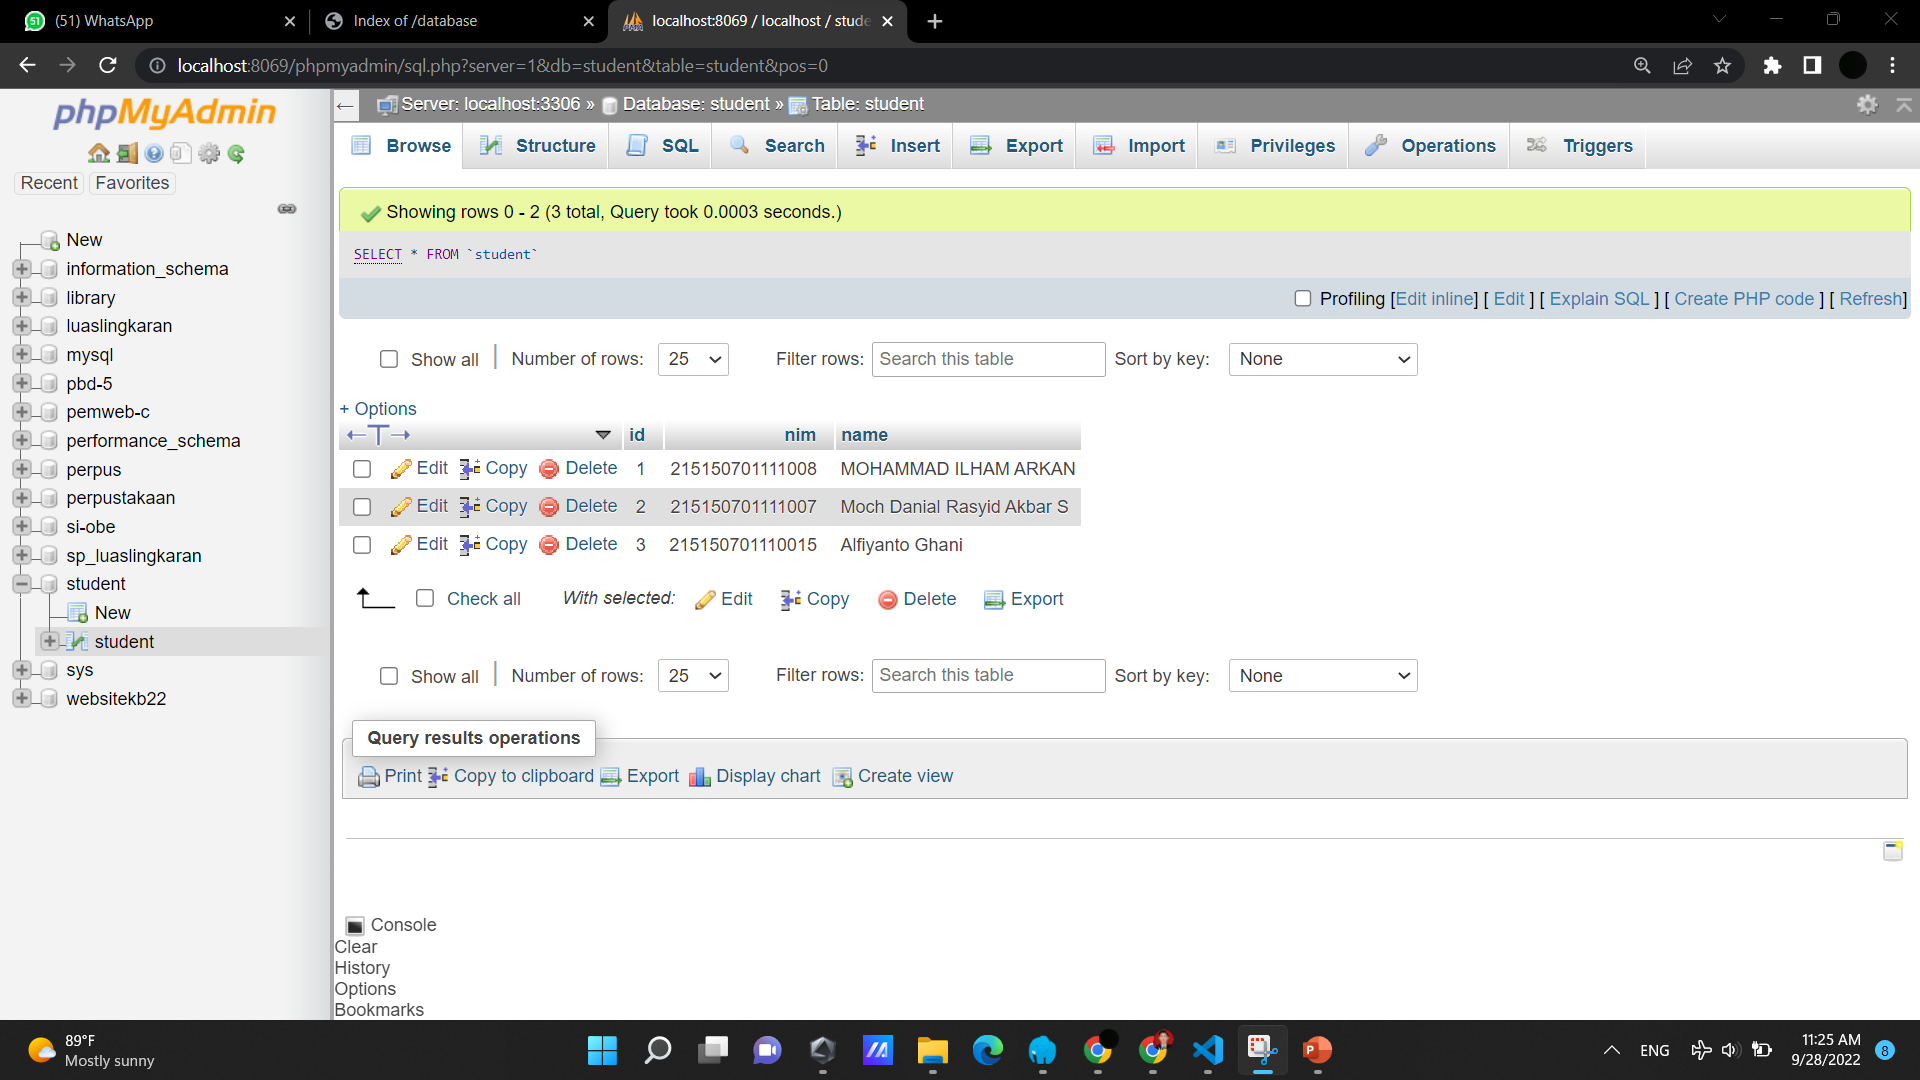 (51) WhatsApp
Index of /database
localhost:8069 / localhost / stude
localhost:8069/phpmyadmin/sql.php?server=1&db=student&table=student&pos=0
phpMyAdmin
Recent Favorites
New
information_schema
library
luaslingkaran
mysql
pbd-5
pemweb-c
performance_schema
perpus
perpustakaan
si-obe
sp_luaslingkaran
student
New
student
sys
websitekb22
Server: localhost:3306 » Database: student » Table: student
Browse Structure SQL Search Insert Export Import Privileges Operations Triggers
Showing rows 0 - 2 (3 total, Query took 0.0003 seconds.)
SELECT * FROM `student`
Profiling [Edit inline] [ Edit ] [ Explain SQL ] [ Create PHP code ] [ Refresh]
Show all Number of rows: 25 Filter rows: Search this table Sort by key: None
+ Options
←T→ id nim name
Edit Copy Delete 1 215150701111008 MOHAMMAD ILHAM ARKAN
Edit Copy Delete 2 215150701111007 Moch Danial Rasyid Akbar S
Edit Copy Delete 3 215150701110015 Alfiyanto Ghani
Check all With selected: Edit Copy Delete Export
Show all Number of rows: 25 Filter rows: Search this table Sort by key: None
Query results operations
Print Copy to clipboard Export Display chart Create view
Console
Clear
History
Options
Bookmarks
89°F
Mostly sunny
ENG
11:25 AM
9/28/2022
8